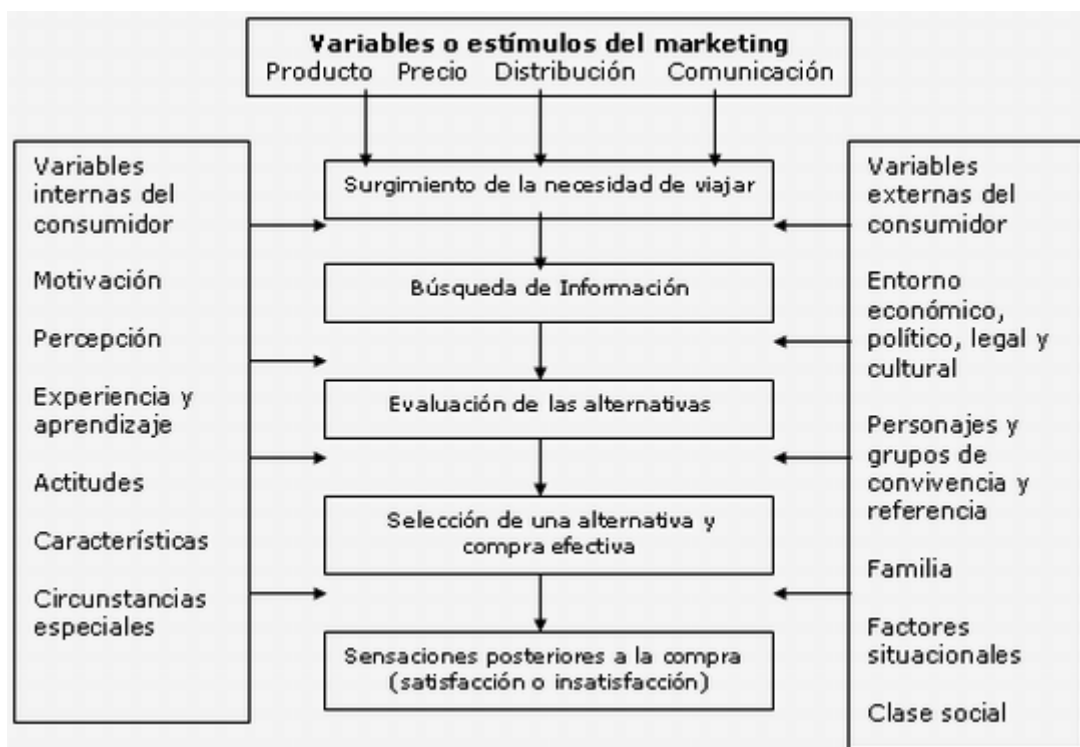 Variables o estímulos del marketing
Producto Precio Distribución Comunicación
Variables
internas del
consumidor
Motivación
Percepción
Experiencia y
aprendizaje
Actitudes
Características
Circunstancias
especiales
Surgimiento de la necesidad de viajar
Búsqueda de Información
Evaluación de las alternativas
Selección de una alternativa y
compra efectiva
Sensaciones posteriores a la compra
(satisfacción o insatisfacción)
Variables
externas del
consumidor
Entorno
económico,
político, legal y
cultural
Personajes y
grupos de
convivencia y
referencia
Familia
Factores
situacionales
Clase social